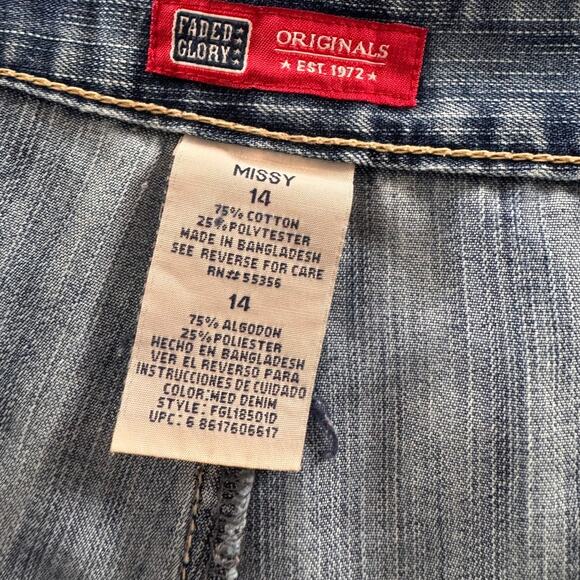 FADED
GLORY
ORIGINALS
★ EST. 1972 ★
MISSY
14
75% COTTON
25% POLYTESTER
MADE IN BANGLADESH
SEE REVERSE FOR CARE
RN# 55356
14
75% ALGODON
25% POLIESTER
HECHO EN BANGLADESH
VER EL REVERSO PARA
INSTRUCCIONES DE CUIDADO
COLOR:MED DENIM
STYLE: FGL18501D
UPC: 6 8617606617